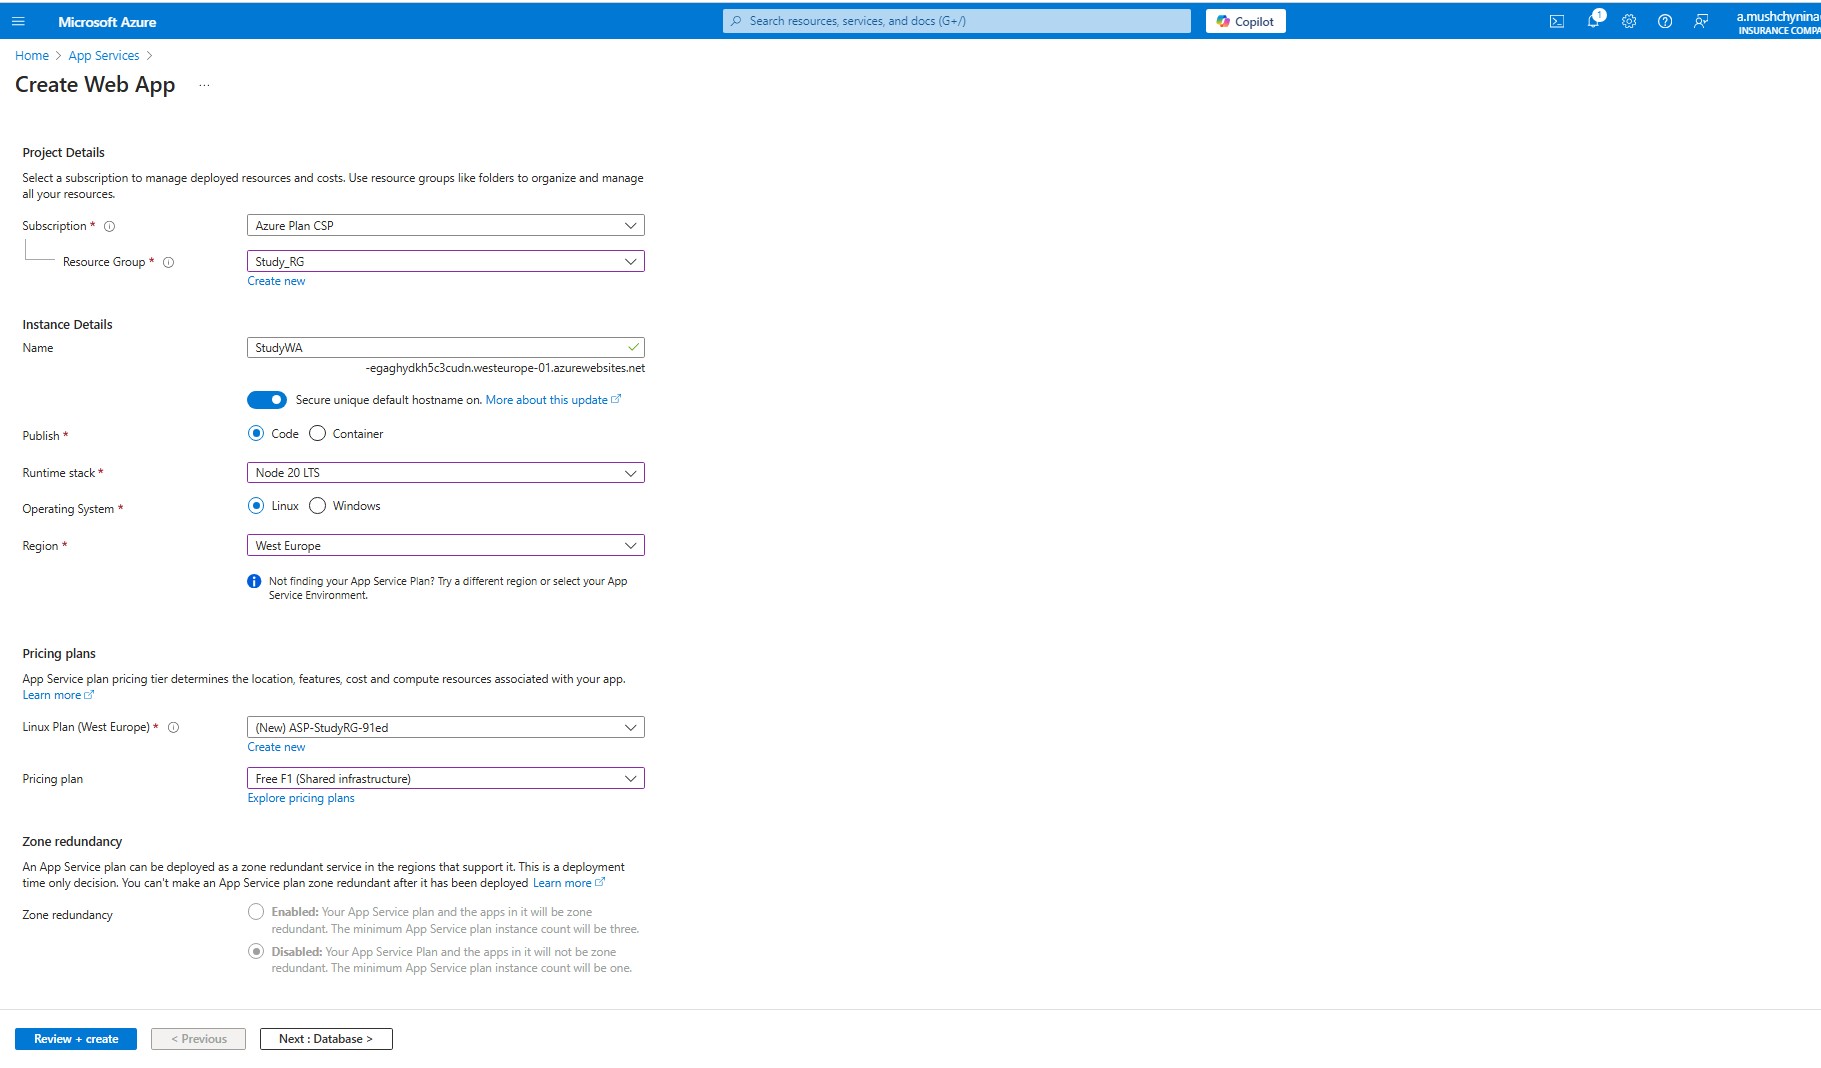 Microsoft Azure
Search resources, services, and docs (G+/)
Copilot
1
a.mushchynina
INSURANCE COMPA
Home > App Services >
Create Web App ...
Project Details
Select a subscription to manage deployed resources and costs. Use resource groups like folders to organize and manage
all your resources.
Subscription *
Azure Plan CSP
Resource Group *
Study_RG
Create new
Instance Details
Name
StudyWA
-egaghydkh5c3cudn.westeurope-01.azurewebsites.net
Secure unique default hostname on. More about this update
Publish *
Code
Container
Runtime stack *
Node 20 LTS
Operating System *
Linux
Windows
Region *
West Europe
Not finding your App Service Plan? Try a different region or select your App
Service Environment.
Pricing plans
App Service plan pricing tier determines the location, features, cost and compute resources associated with your app.
Learn more
Linux Plan (West Europe) *
(New) ASP-StudyRG-91ed
Create new
Pricing plan
Free F1 (Shared infrastructure)
Explore pricing plans
Zone redundancy
An App Service plan can be deployed as a zone redundant service in the regions that support it. This is a deployment
time only decision. You can't make an App Service plan zone redundant after it has been deployed Learn more
Zone redundancy
Enabled: Your App Service plan and the apps in it will be zone
redundant. The minimum App Service plan instance count will be three.
Disabled: Your App Service Plan and the apps in it will not be zone
redundant. The minimum App Service plan instance count will be one.
Review + create
< Previous
Next : Database >